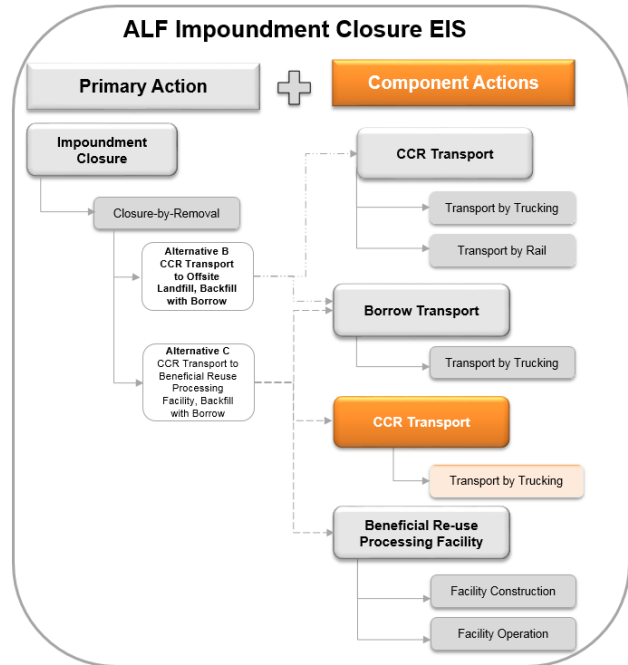 ALF Impoundment Closure EIS
Primary Action
Component Actions
Impoundment
Closure
Closure-by-Removal
Alternative B
CCR Transport
to Offsite
Landfill, Backfill
with Borrow
Alternative C
CCR Transport to
Beneficial Reuse
Processing
Facility, Backfill
with Borrow
CCR Transport
Transport by Trucking
Transport by Rail
Borrow Transport
Transport by Trucking
CCR Transport
Transport by Trucking
Beneficial Re-use
Processing Facility
Facility Construction
Facility Operation